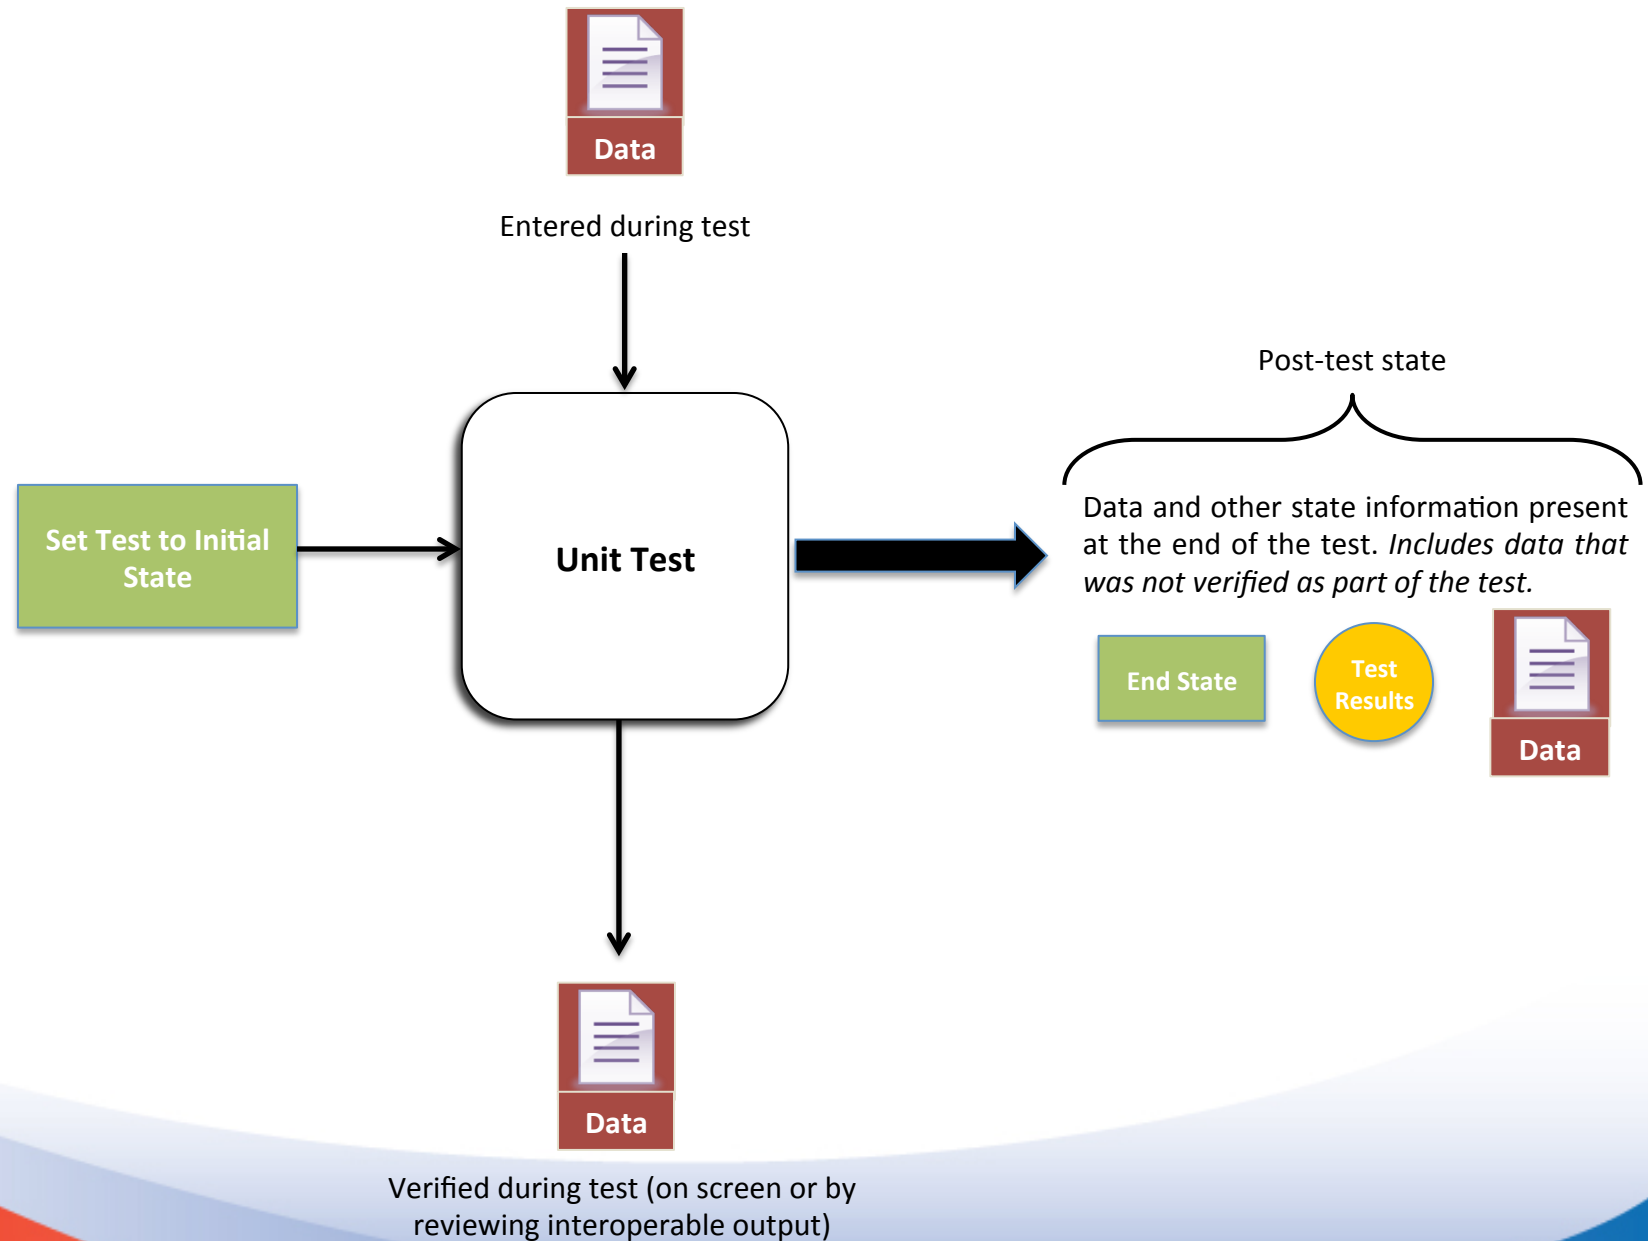 Data
Entered during test
Post-test state
Set Test to Initial
State
Unit Test
Data and other state information present
at the end of the test. Includes data that
was not verified as part of the test.
End State
Test
Results
Data
Data
Verified during test (on screen or by
reviewing interoperable output)